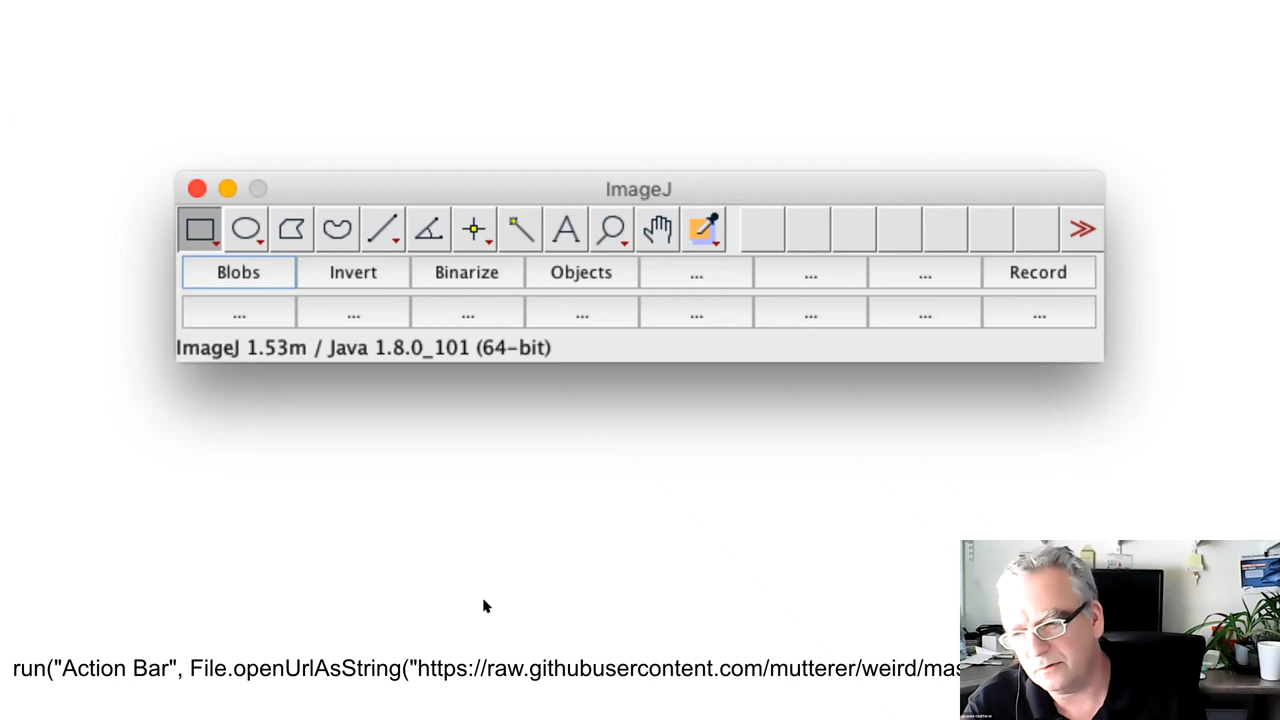 ImageJ
Blobs Invert Binarize Objects ... ... ... Record
... ... ... ... ... ... ... ...
ImageJ 1.53m / Java 1.8.0_101 (64-bit)
run("Action Bar", File.openUrlAsString("https://raw.githubusercontent.com/mutterer/weird/mas